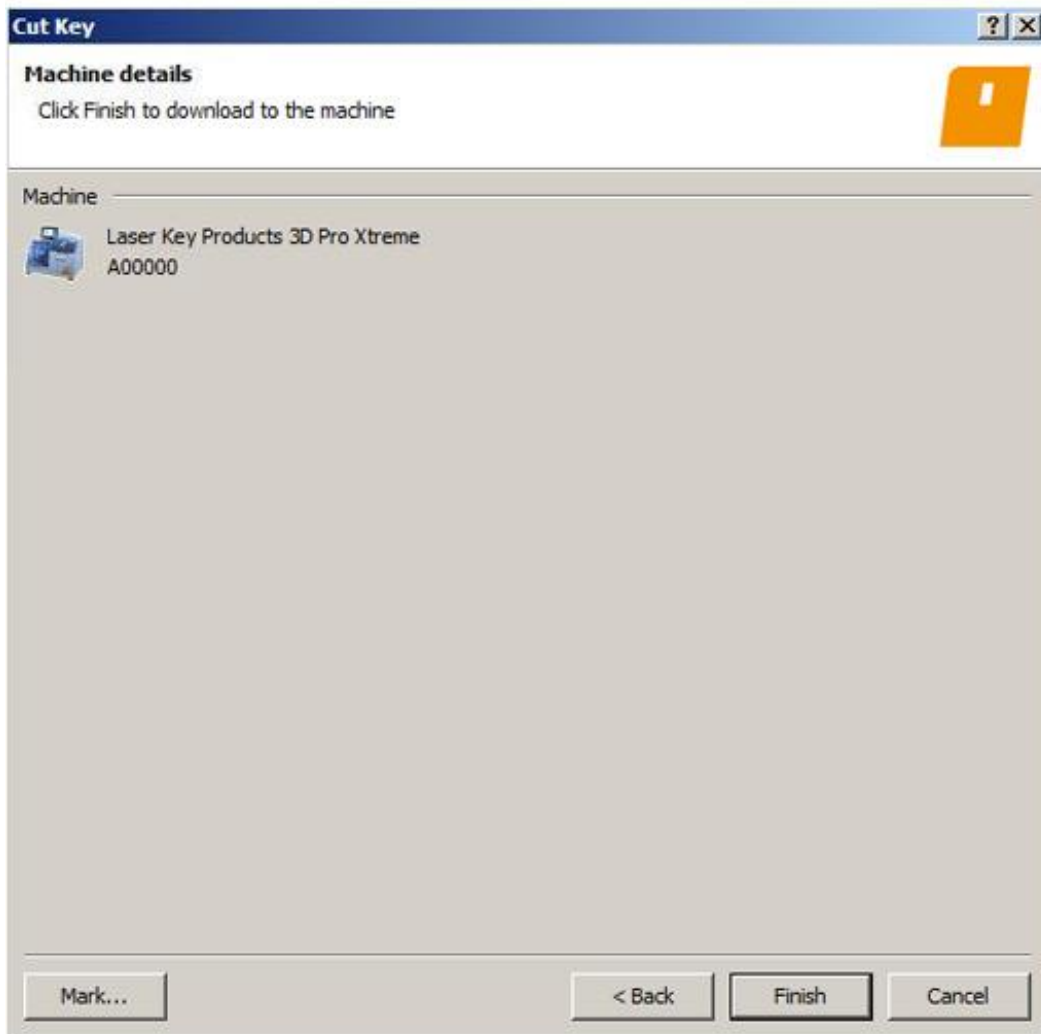 Cut Key
Machine details
Click Finish to download to the machine
Machine
Laser Key Products 3D Pro Xtreme
A00000
Mark...
< Back
Finish
Cancel